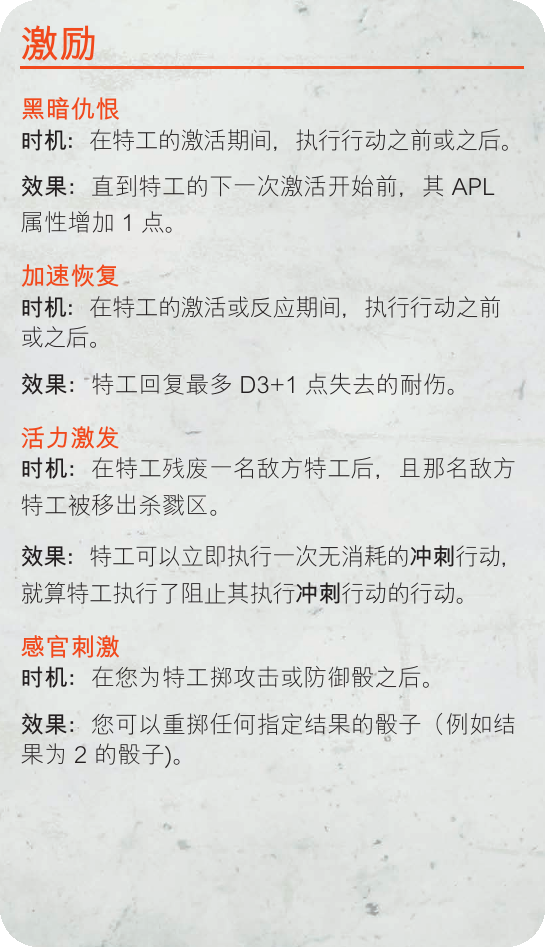 激励
黑暗仇恨
时机：在特工的激活期间，执行行动之前或之后。
效果：直到特工的下一次激活开始前，其 APL
属性增加 1 点。
加速恢复
时机：在特工的激活或反应期间，执行行动之前
或之后。
效果：特工回复最多 D3+1 点失去的耐伤。
活力激发
时机：在特工残废一名敌方特工后，且那名敌方
特工被移出杀戮区。
效果：特工可以立即执行一次无消耗的冲刺行动，
就算特工执行了阻止其执行冲刺行动的行动。
感官刺激
时机：在您为特工掷攻击或防御骰之后。
效果：您可以重掷任何指定结果的骰子（例如结
果为 2 的骰子)。